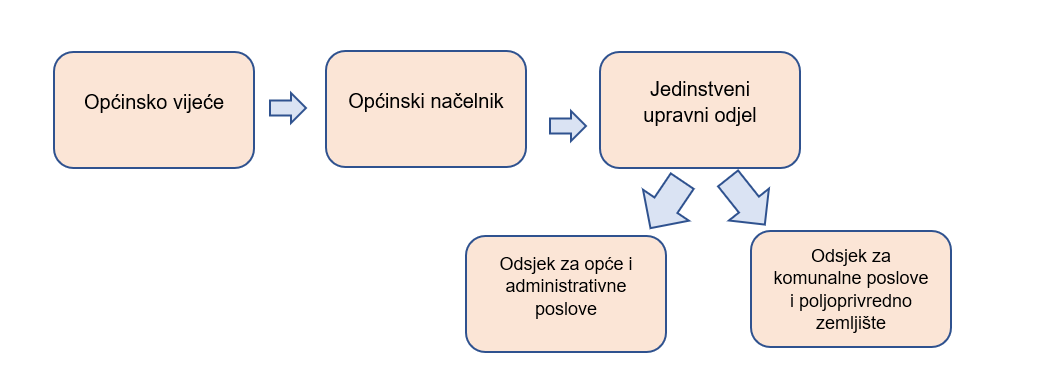 Općinsko vijeće
Općinski načelnik
Jedinstveni
upravni odjel
Odsjek za opće i
administrativne
poslove
Odsjek za
komunalne poslove
i poljoprivredno
zemljište